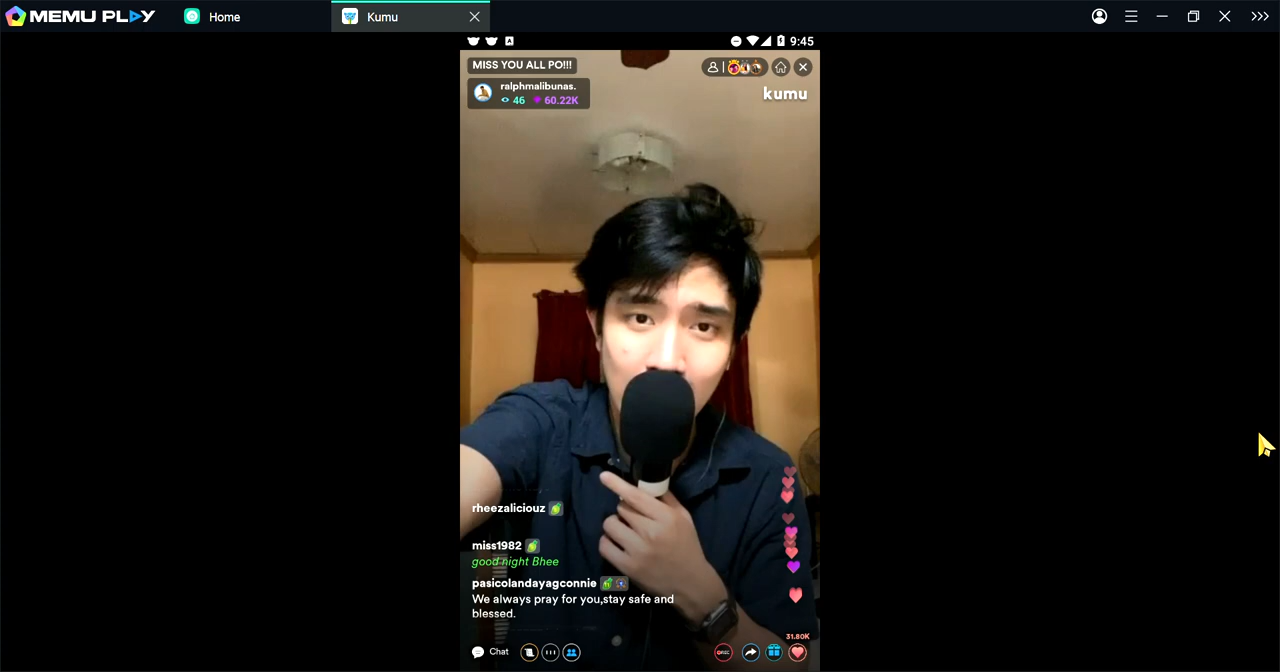 MEMU PLAY
Home
Kumu
A
9:45
MISS YOU ALL PO!!!
ralphmalibunas.
46
60.22K
kumu
rheezaliciouz
miss1982
good night Bhee
pasicolandayagconnie
We always pray for you,stay safe and
blessed.
31.80K
Chat
REC